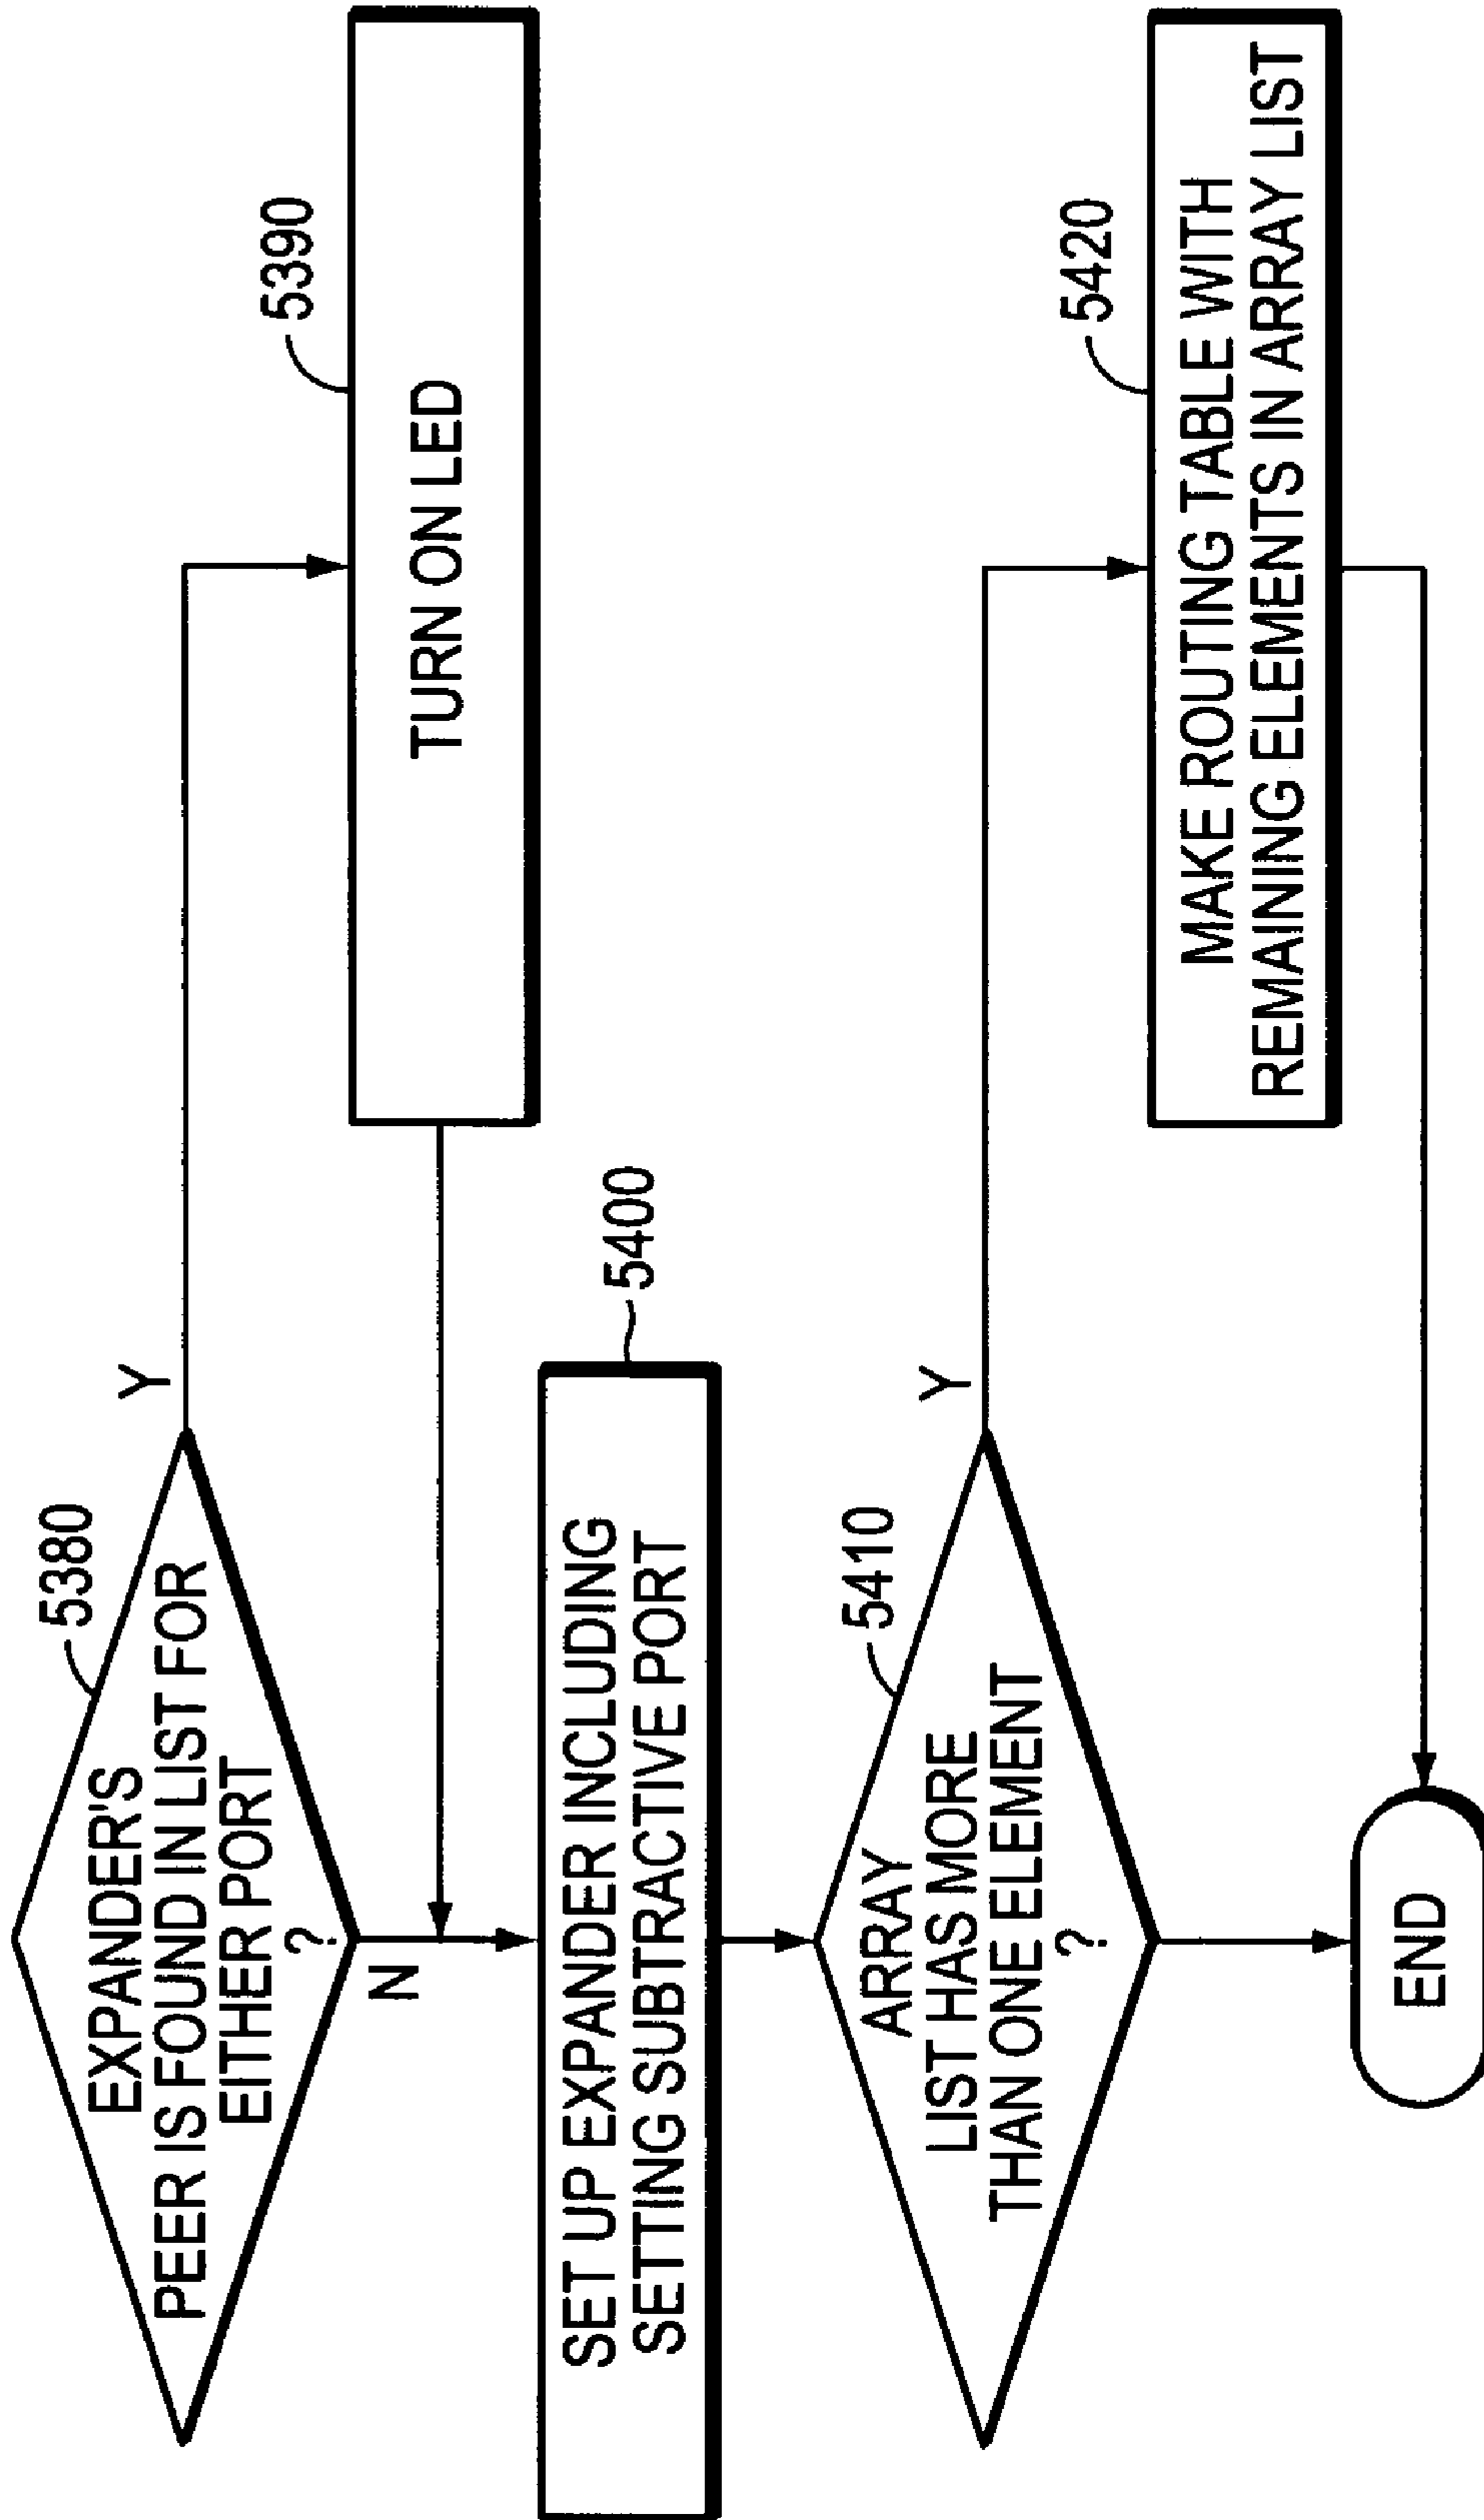 5380
EXPANDER'S
PEER IS FOUND IN LIST FOR
EITHER PORT
?
Y
N
5390
TURN ON LED
5400
SET UP EXPANDER INCLUDING
SETTING SUBTRACTIVE PORT
5410
ARRAY
LIST HAS MORE
THAN ONE ELEMENT
?
Y
5420
MAKE ROUTING TABLE WITH
REMAINING ELEMENTS IN ARRAY LIST
END